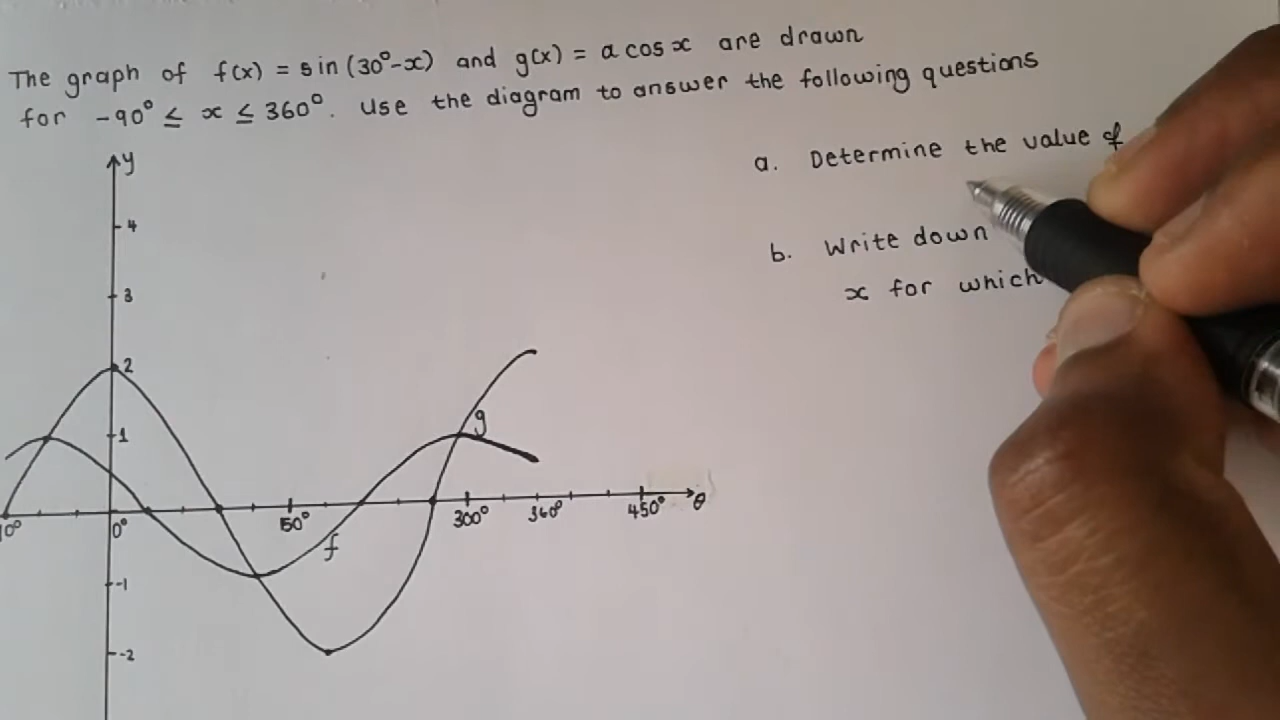 The graph of f(x) = sin(30°-x) and g(x) = a cos x are drawn
for -90° ≤ x ≤ 360°. Use the diagram to answer the following questions
a. Determine the value of
b. Write down
x for which
y
4
3
2
1
g
0°
50°
300°
360°
450°
θ
f
-1
-2